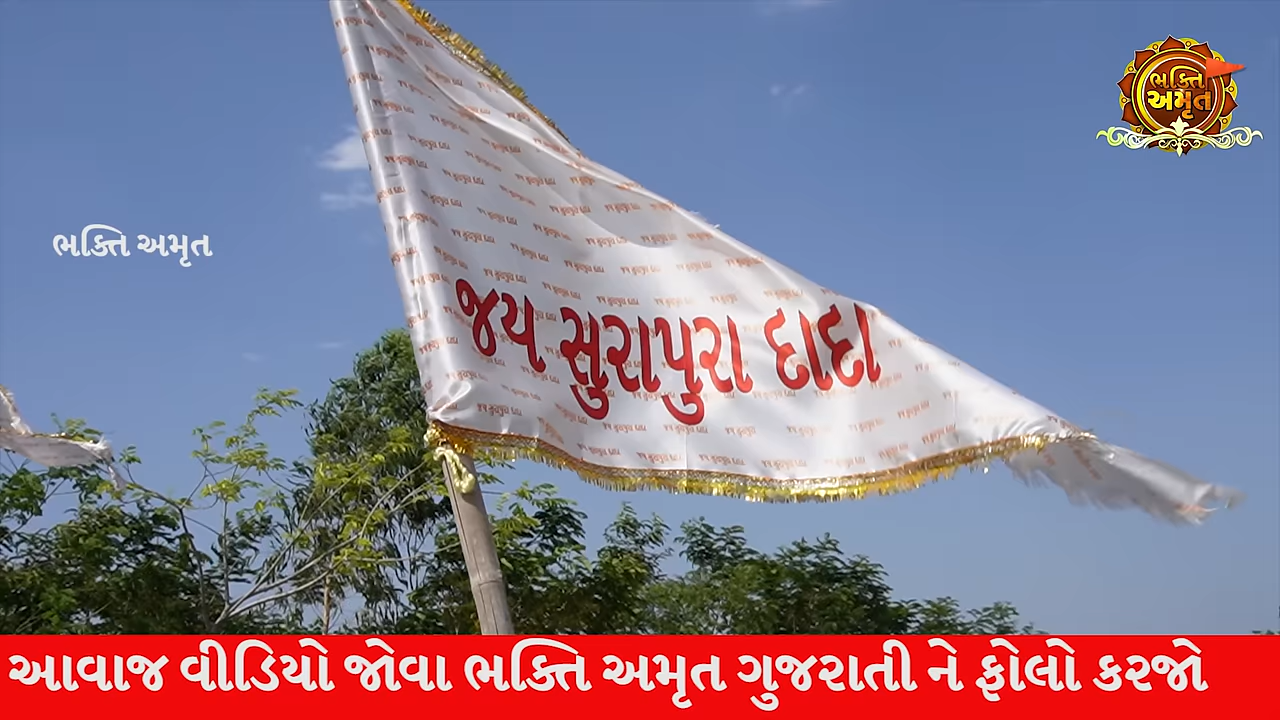 ભક્તિ
અમૃત
ભક્તિ અમૃત
જય સુરાપુરા દાદા
આવાજ વીડિયો જોવા ભક્તિ અમૃત ગુજરાતી ને ફોલો કરજો